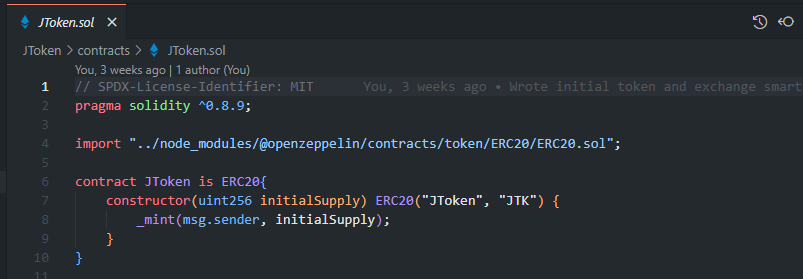 JToken.sol
JToken > contracts > JToken.sol
You, 3 weeks ago | 1 author (You)
1 // SPDX-License-Identifier: MIT You, 3 weeks ago • Wrote initial token and exchange smart
2 pragma solidity ^0.8.9;
3
4 import "../node_modules/@openzeppelin/contracts/token/ERC20/ERC20.sol";
5
6 contract JToken is ERC20{
7 constructor(uint256 initialSupply) ERC20("JToken", "JTK") {
8 _mint(msg.sender, initialSupply);
9 }
10 }
11